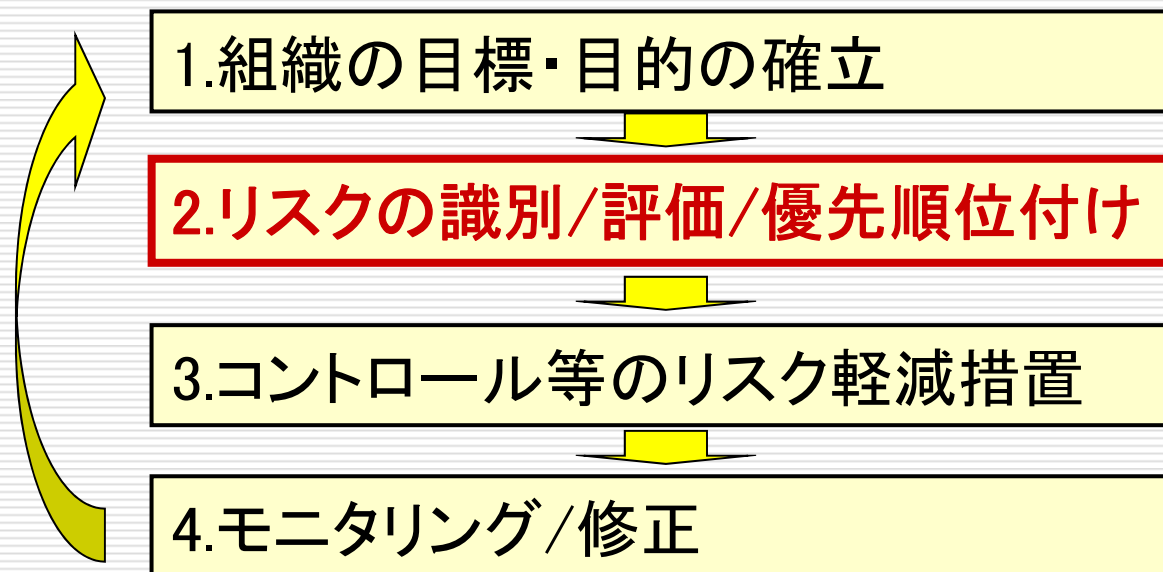 1.組織の目標・目的の確立
2.リスクの識別/評価/優先順位付け
3.コントロール等のリスク軽減措置
4.モニタリング/修正